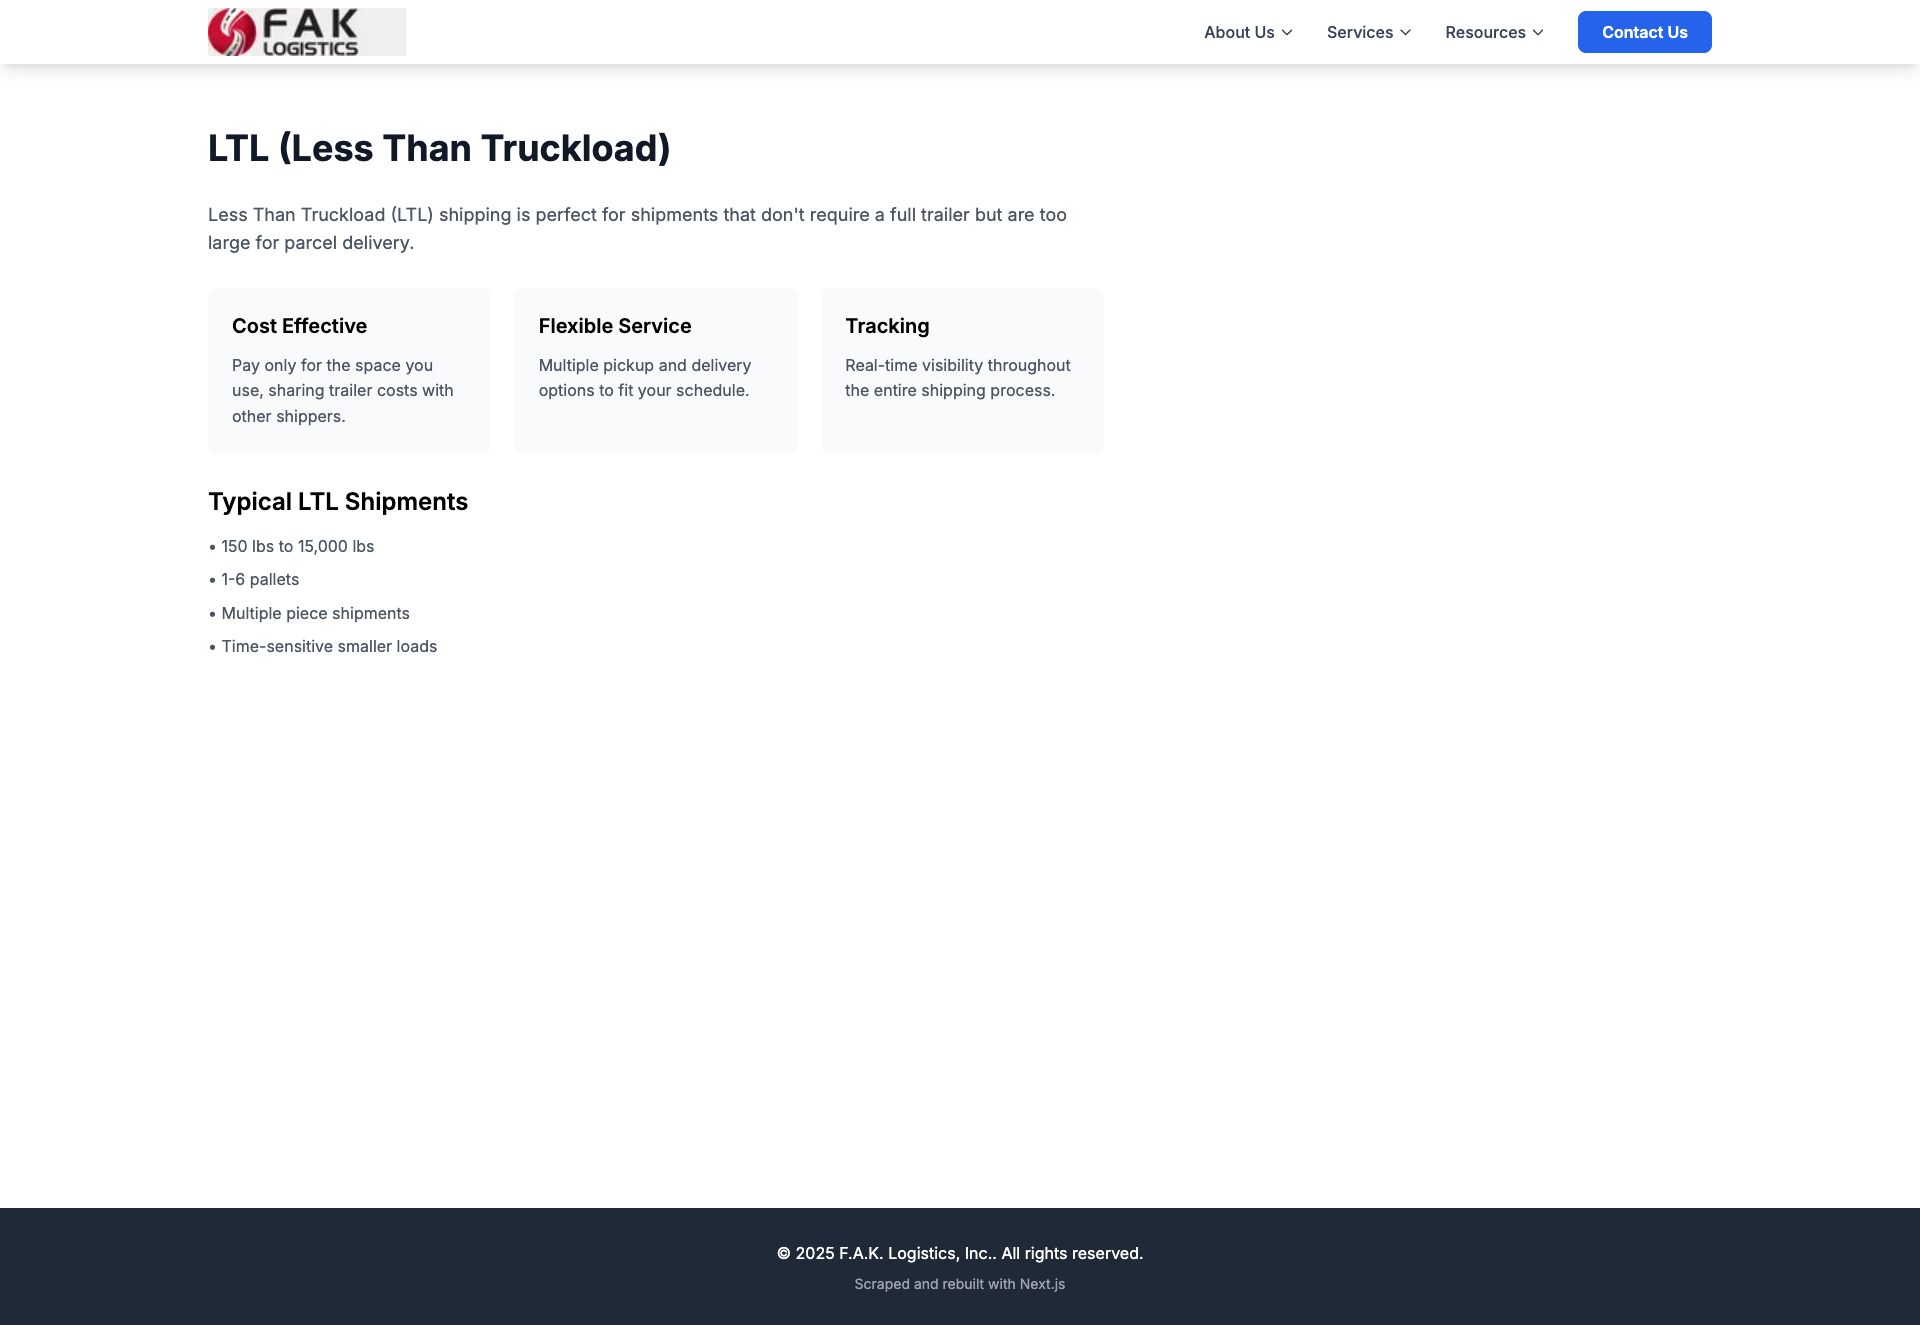 FAK
LOGISTICS
About Us
Services
Resources
Contact Us
LTL (Less Than Truckload)
Less Than Truckload (LTL) shipping is perfect for shipments that don't require a full trailer but are too
large for parcel delivery.
Cost Effective
Pay only for the space you
use, sharing trailer costs with
other shippers.
Flexible Service
Multiple pickup and delivery
options to fit your schedule.
Tracking
Real-time visibility throughout
the entire shipping process.
Typical LTL Shipments
• 150 lbs to 15,000 lbs
• 1-6 pallets
• Multiple piece shipments
• Time-sensitive smaller loads
© 2025 F.A.K. Logistics, Inc.. All rights reserved.
Scraped and rebuilt with Next.js